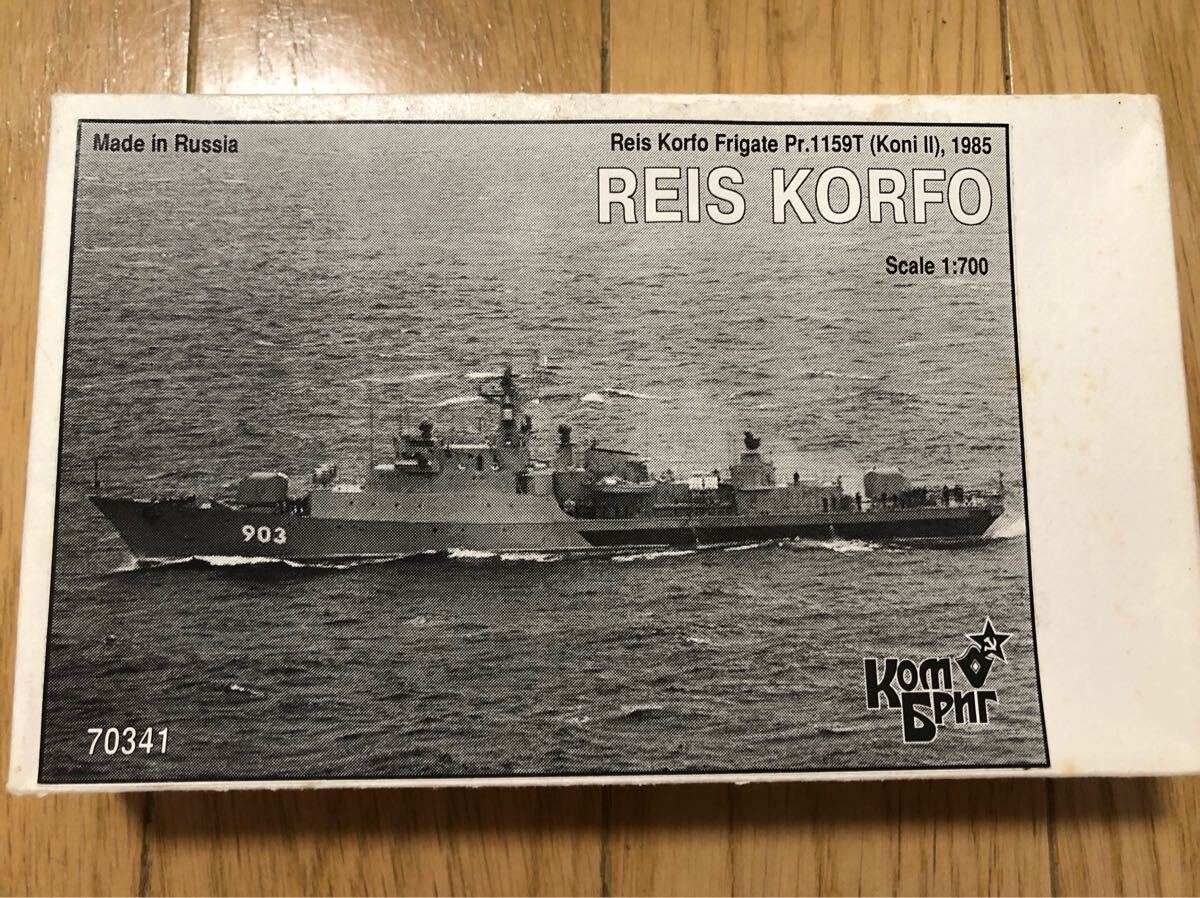 Made in Russia
Reis Korfo Frigate Pr.1159T (Koni II), 1985
REIS KORFO
Scale 1:700
903
Ком
Бриг
70341